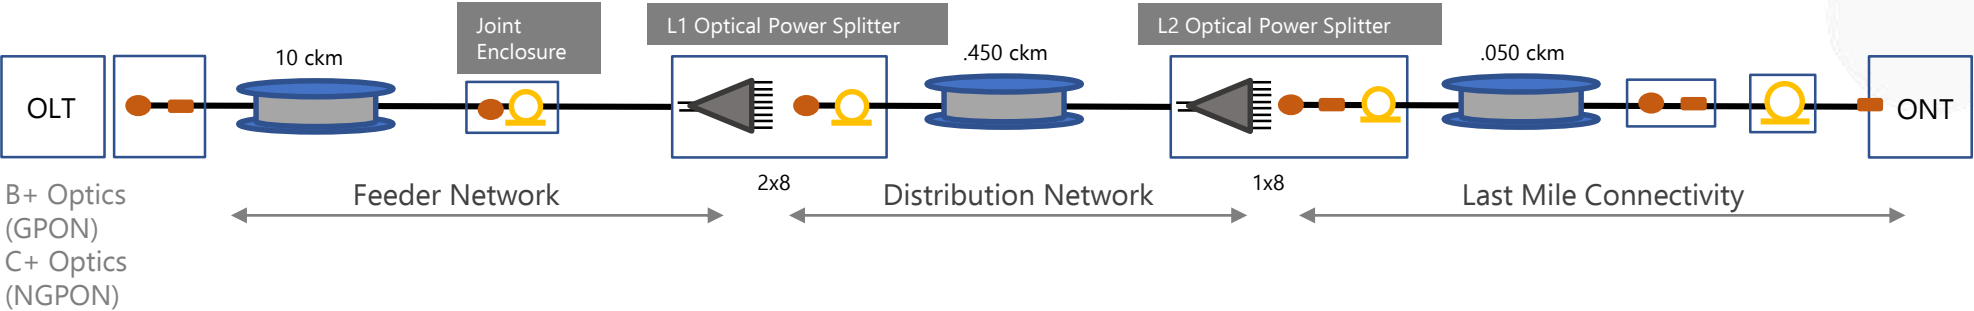 Joint
Enclosure
L1 Optical Power Splitter
L2 Optical Power Splitter
10 ckm
.450 ckm
.050 ckm
OLT
ONT
2x8
1x8
B+ Optics
(GPON)
C+ Optics
(NGPON)
Feeder Network
Distribution Network
Last Mile Connectivity